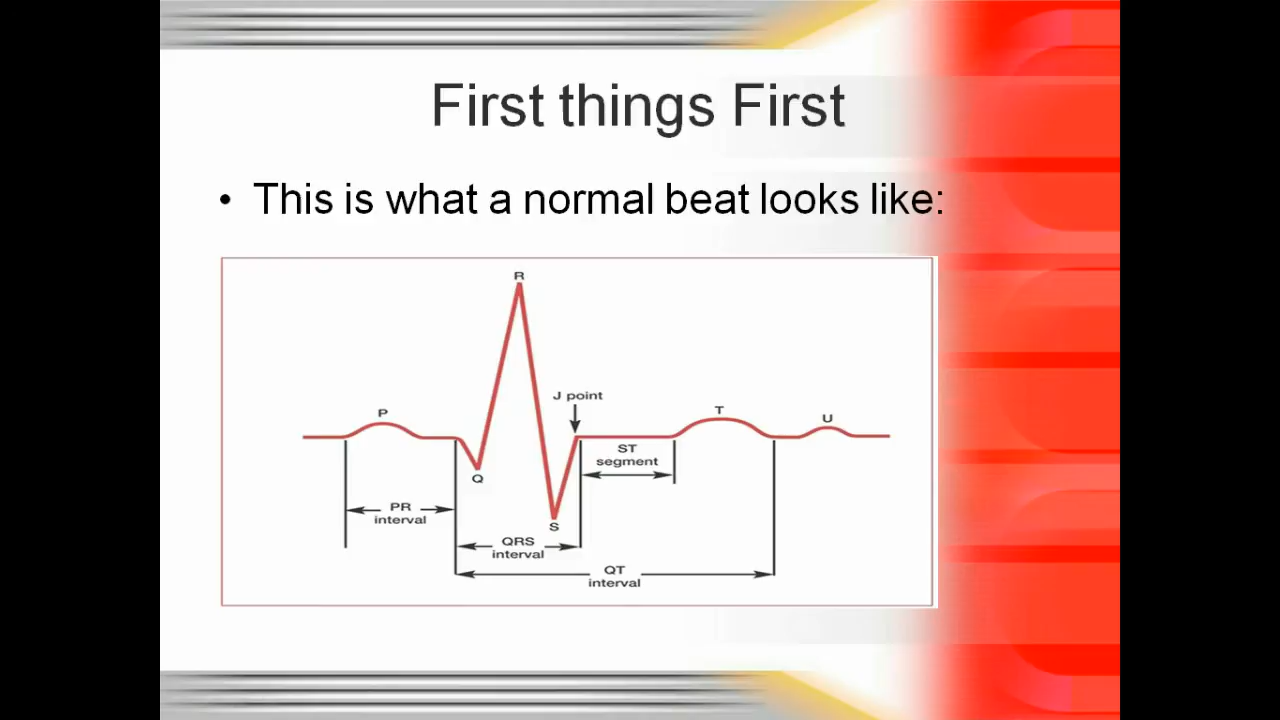 First things First
• This is what a normal beat looks like:
R
J point
P
T
U
ST
segment
Q
PR
interval
S
QRS
interval
QT
interval